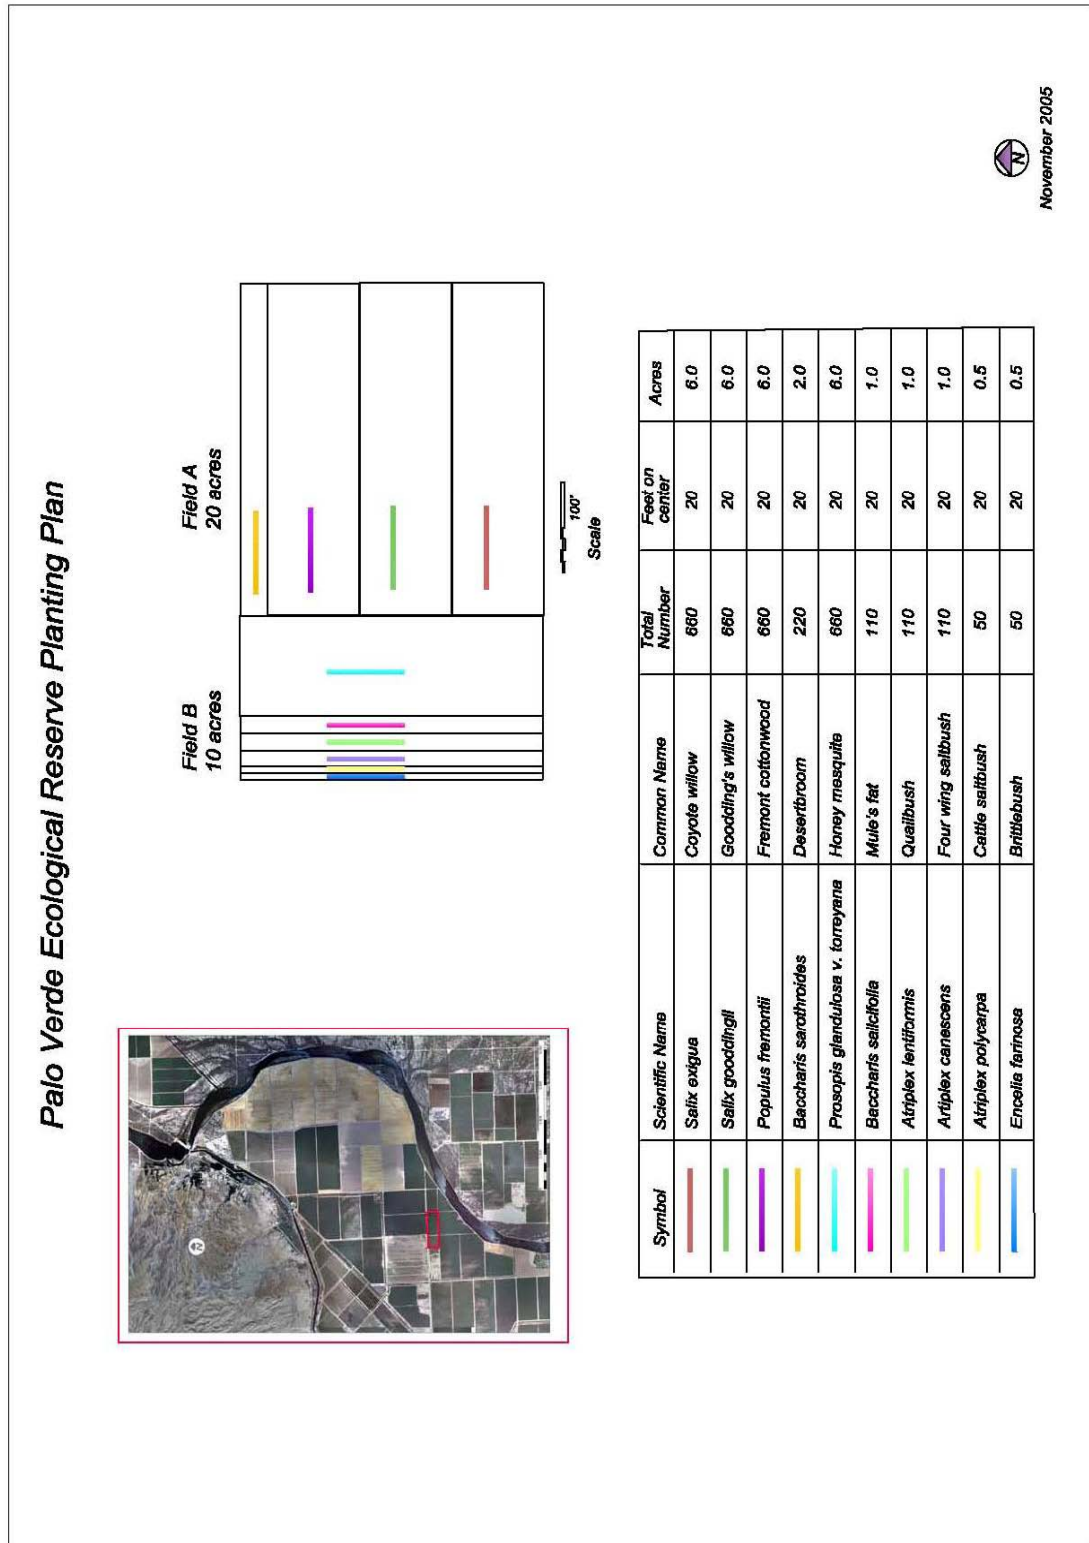 Palo Verde Ecological Reserve Planting Plan
Field B
10 acres
Field A
20 acres
100'
Scale
Symbol Scientific Name Common Name Total Number Feet on center Acres
Salix exigua Coyote willow 660 20 6.0
Salix gooddingii Goodding's willow 660 20 6.0
Populus fremontii Fremont cottonwood 660 20 6.0
Baccharis sarothroides Desertbroom 220 20 2.0
Prosopis glandulosa v. torreyana Honey mesquite 660 20 6.0
Baccharis salicifolia Mule's fat 110 20 1.0
Atriplex lentiformis Quailbush 110 20 1.0
Artiplex canescens Four wing saltbush 110 20 1.0
Atriplex polycarpa Cattle saltbush 50 20 0.5
Encelia farinosa Brittlebush 50 20 0.5
N
November 2005